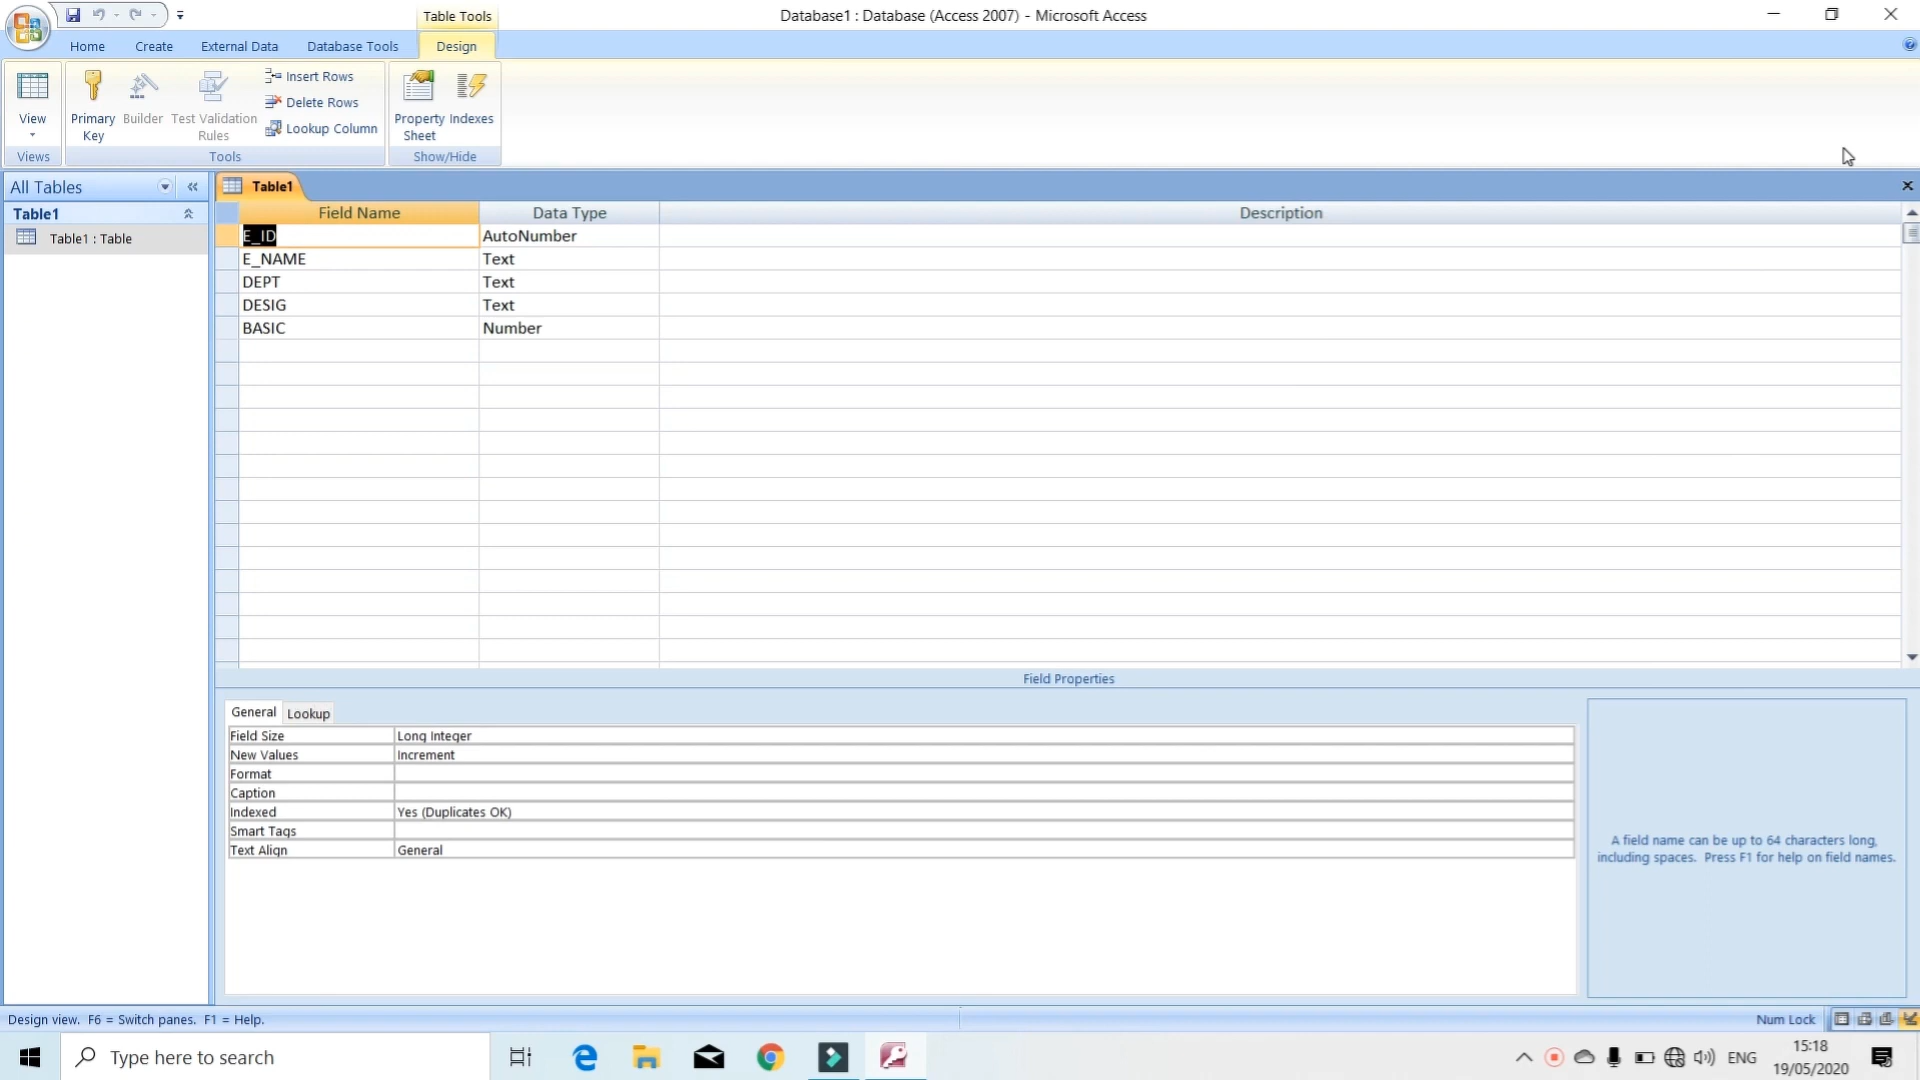 Table Tools
Database1 : Database (Access 2007) - Microsoft Access
Home Create External Data Database Tools Design
View
Primary Key
Builder
Test Validation Rules
Insert Rows
Delete Rows
Lookup Column
Property Sheet
Indexes
Views Tools Show/Hide
All Tables
Table1
Table1 : Table
Table1
Field Name Data Type Description
E_ID AutoNumber
E_NAME Text
DEPT Text
DESIG Text
BASIC Number
Field Properties
General Lookup
Field Size Long Integer
New Values Increment
Format
Caption
Indexed Yes (Duplicates OK)
Smart Tags
Text Align General
A field name can be up to 64 characters long,
including spaces. Press F1 for help on field names.
Design view. F6 = Switch panes. F1 = Help.
Num Lock
Type here to search
ENG
15:18
19/05/2020